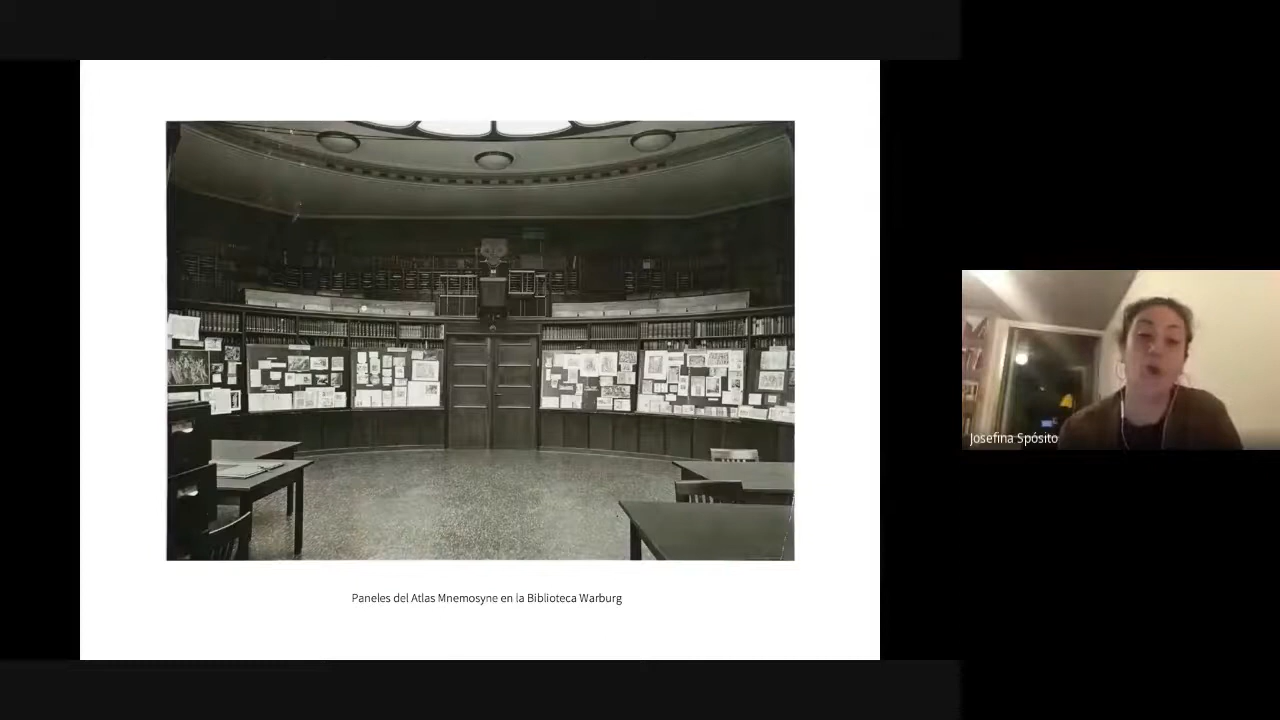 Paneles del Atlas Mnemosyne en la Biblioteca Warburg
Josefina Spósito